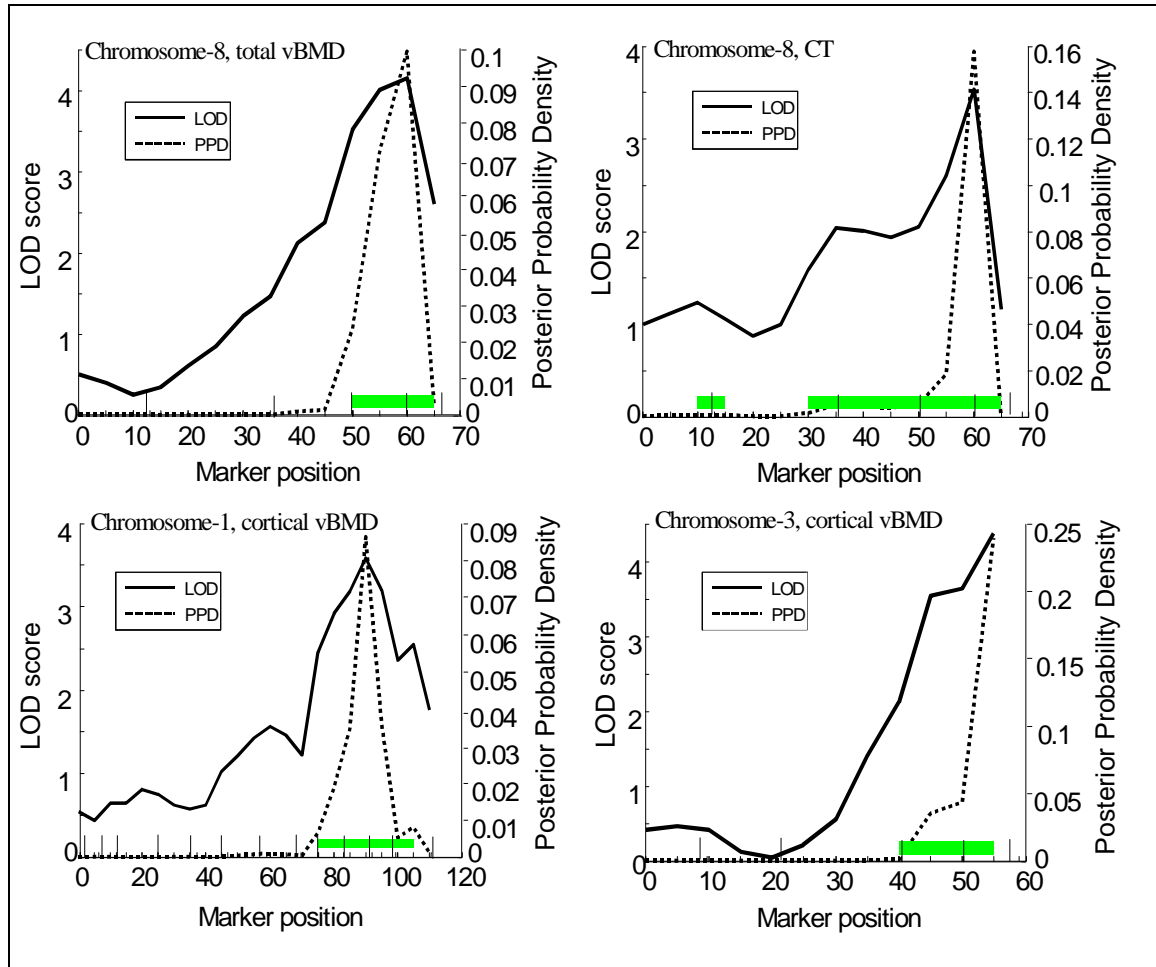 Chromosome-8, total vBMD
LOD
PPD
LOD score
4
3
2
1
0
Posterior Probability Density
0.1
0.09
0.08
0.07
0.06
0.05
0.04
0.03
0.02
0.01
0
0 10 20 30 40 50 60 70
Marker position
Chromosome-8, CT
LOD
PPD
LOD score
4
3
2
1
0
Posterior Probability Density
0.16
0.14
0.12
0.10
0.08
0.06
0.04
0.02
0
0 10 20 30 40 50 60 70
Marker position
Chromosome-1, cortical vBMD
LOD
PPD
LOD score
4
3
2
1
0
Posterior Probability Density
0.09
0.08
0.07
0.06
0.05
0.04
0.03
0.02
0.01
0
0 20 40 60 80 100 120
Marker position
Chromosome-3, cortical vBMD
LOD
PPD
LOD score
4
3
2
1
0
Posterior Probability Density
0.25
0.2
0.15
0.1
0.05
0
0 10 20 30 40 50 60
Marker position